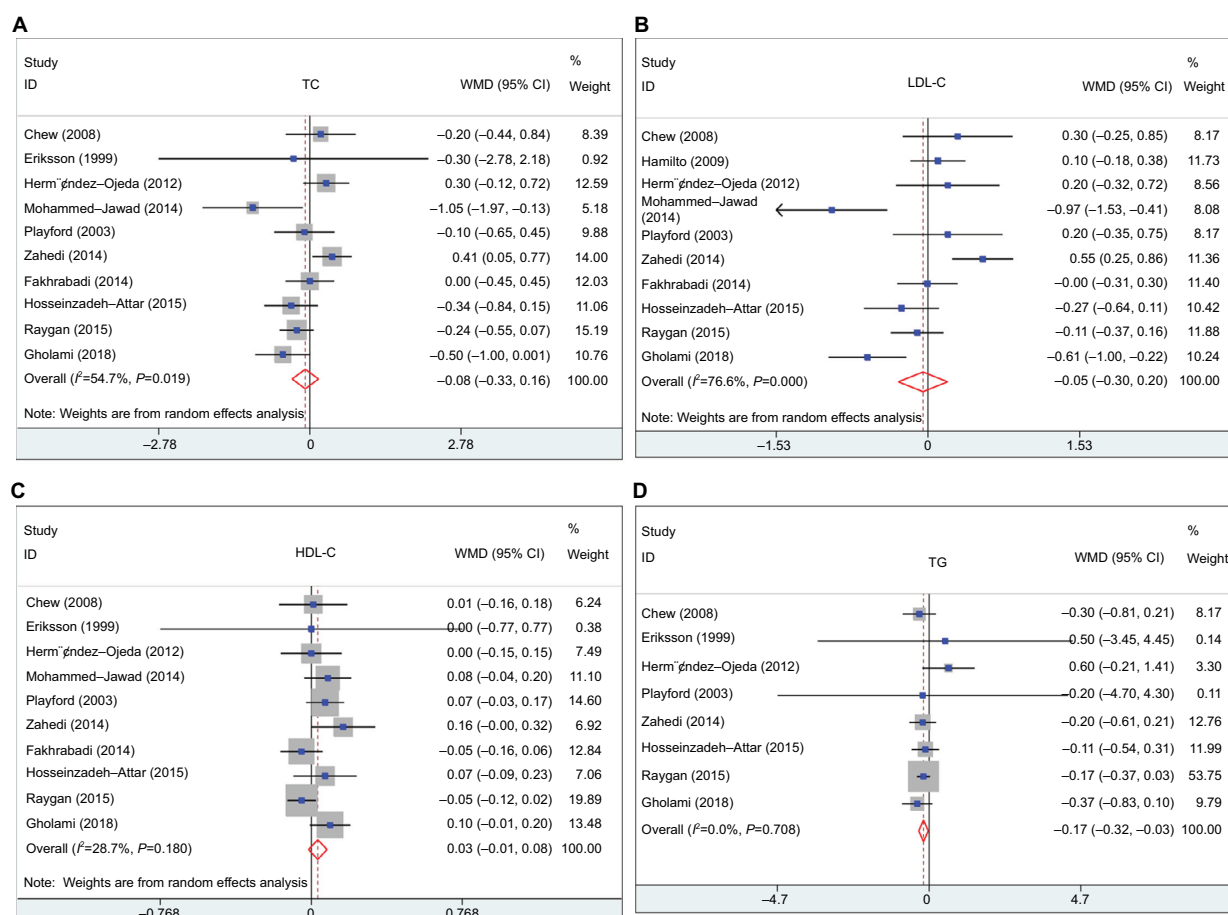 A
Study
%
ID TC WMD (95% CI) Weight
Chew (2008) –0.20 (–0.44, 0.84) 8.39
Eriksson (1999) –0.30 (–2.78, 2.18) 0.92
Herm¨ȼndez–Ojeda (2012) 0.30 (–0.12, 0.72) 12.59
Mohammed–Jawad (2014) –1.05 (–1.97, –0.13) 5.18
Playford (2003) –0.10 (–0.65, 0.45) 9.88
Zahedi (2014) 0.41 (0.05, 0.77) 14.00
Fakhrabadi (2014) 0.00 (–0.45, 0.45) 12.03
Hosseinzadeh–Attar (2015) –0.34 (–0.84, 0.15) 11.06
Raygan (2015) –0.24 (–0.55, 0.07) 15.19
Gholami (2018) –0.50 (–1.00, 0.001) 10.76
Overall (I²=54.7%, P=0.019) –0.08 (–0.33, 0.16) 100.00
Note: Weights are from random effects analysis
–2.78 0 2.78
B
Study
%
ID LDL-C WMD (95% CI) Weight
Chew (2008) 0.30 (–0.25, 0.85) 8.17
Hamilto (2009) 0.10 (–0.18, 0.38) 11.73
Herm¨ȼndez–Ojeda (2012) 0.20 (–0.32, 0.72) 8.56
Mohammed–Jawad
(2014) –0.97 (–1.53, –0.41) 8.08
Playford (2003) 0.20 (–0.35, 0.75) 8.17
Zahedi (2014) 0.55 (0.25, 0.86) 11.36
Fakhrabadi (2014) –0.00 (–0.31, 0.30) 11.40
Hosseinzadeh–Attar (2015) –0.27 (–0.64, 0.11) 10.42
Raygan (2015) –0.11 (–0.37, 0.16) 11.88
Gholami (2018) –0.61 (–1.00, –0.22) 10.24
Overall (I²=76.6%, P=0.000) –0.05 (–0.30, 0.20) 100.00
Note: Weights are from random effects analysis
–1.53 0 1.53
C
Study
%
ID HDL-C WMD (95% CI) Weight
Chew (2008) 0.01 (–0.16, 0.18) 6.24
Eriksson (1999) 0.00 (–0.77, 0.77) 0.38
Herm¨ȼndez–Ojeda (2012) 0.00 (–0.15, 0.15) 7.49
Mohammed–Jawad (2014) 0.08 (–0.04, 0.20) 11.10
Playford (2003) 0.07 (–0.03, 0.17) 14.60
Zahedi (2014) 0.16 (–0.00, 0.32) 6.92
Fakhrabadi (2014) –0.05 (–0.16, 0.06) 12.84
Hosseinzadeh–Attar (2015) 0.07 (–0.09, 0.23) 7.06
Raygan (2015) –0.05 (–0.12, 0.02) 19.89
Gholami (2018) 0.10 (–0.01, 0.20) 13.48
Overall (I²=28.7%, P=0.180) 0.03 (–0.01, 0.08) 100.00
Note: Weights are from random effects analysis
–0.768 0 0.768
D
Study
%
ID TG WMD (95% CI) Weight
Chew (2008) –0.30 (–0.81, 0.21) 8.17
Eriksson (1999) 0.50 (–3.45, 4.45) 0.14
Herm¨ȼndez–Ojeda (2012) 0.60 (–0.21, 1.41) 3.30
Playford (2003) –0.20 (–4.70, 4.30) 0.11
Zahedi (2014) –0.20 (–0.61, 0.21) 12.76
Hosseinzadeh–Attar (2015) –0.11 (–0.54, 0.31) 11.99
Raygan (2015) –0.17 (–0.37, 0.03) 53.75
Gholami (2018) –0.37 (–0.83, 0.10) 9.79
Overall (I²=0.0%, P=0.708) –0.17 (–0.32, –0.03) 100.00
–4.7 0 4.7